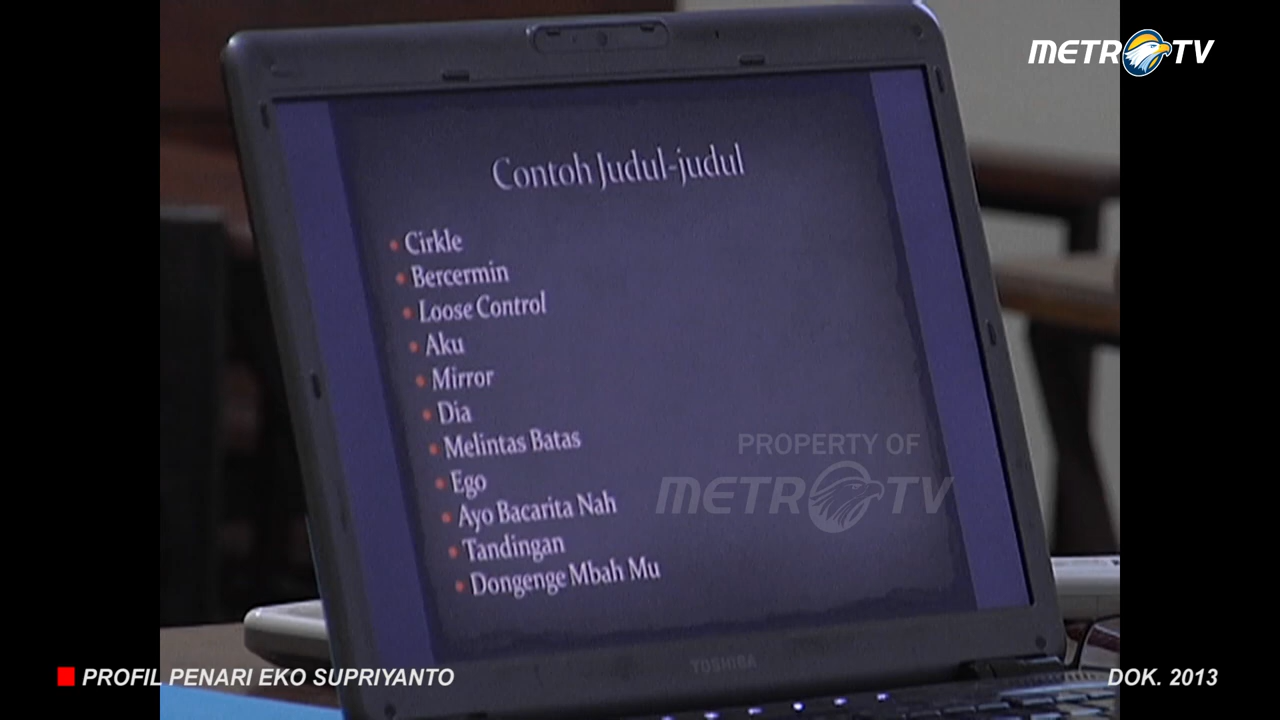 METRO TV
Contoh Judul-judul
• Cirkle
• Bercermin
• Loose Control
• Aku
• Mirror
• Dia
• Melintas Batas
• Ego
• Ayo Bacarita Nah
• Tandingan
• Dongenge Mbah Mu
PROPERTY OF
METRO TV
TOSHIBA
PROFIL PENARI EKO SUPRIYANTO
DOK. 2013